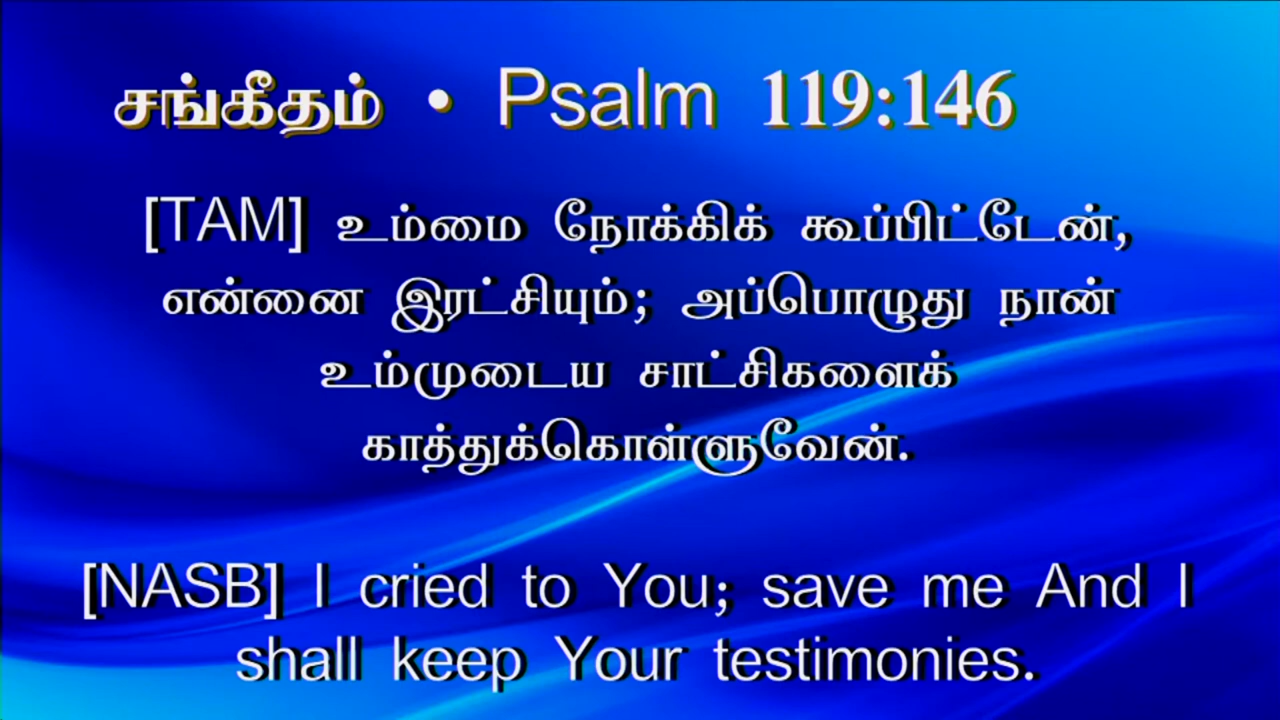 சங்கீதம் • Psalm 119:146
[TAM] உம்மை நோக்கிக் கூப்பிட்டேன்,
என்னை இரட்சியும்; அப்பொழுது நான்
உம்முடைய சாட்சிகளைக்
காத்துக்கொள்ளுவேன்.
[NASB] I cried to You; save me And I
shall keep Your testimonies.